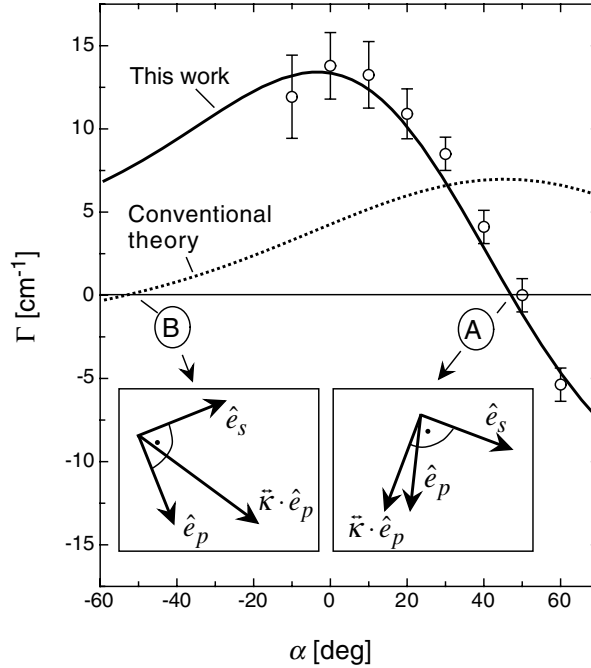 15
10
5
0
-5
-10
-15
Γ [cm⁻¹]
This work
Conventional
theory
B
A
ê_s
κ⃡ · ê_p
ê_p
ê_s
ê_p
κ⃡ · ê_p
-60 -40 -20 0 20 40 60
α [deg]